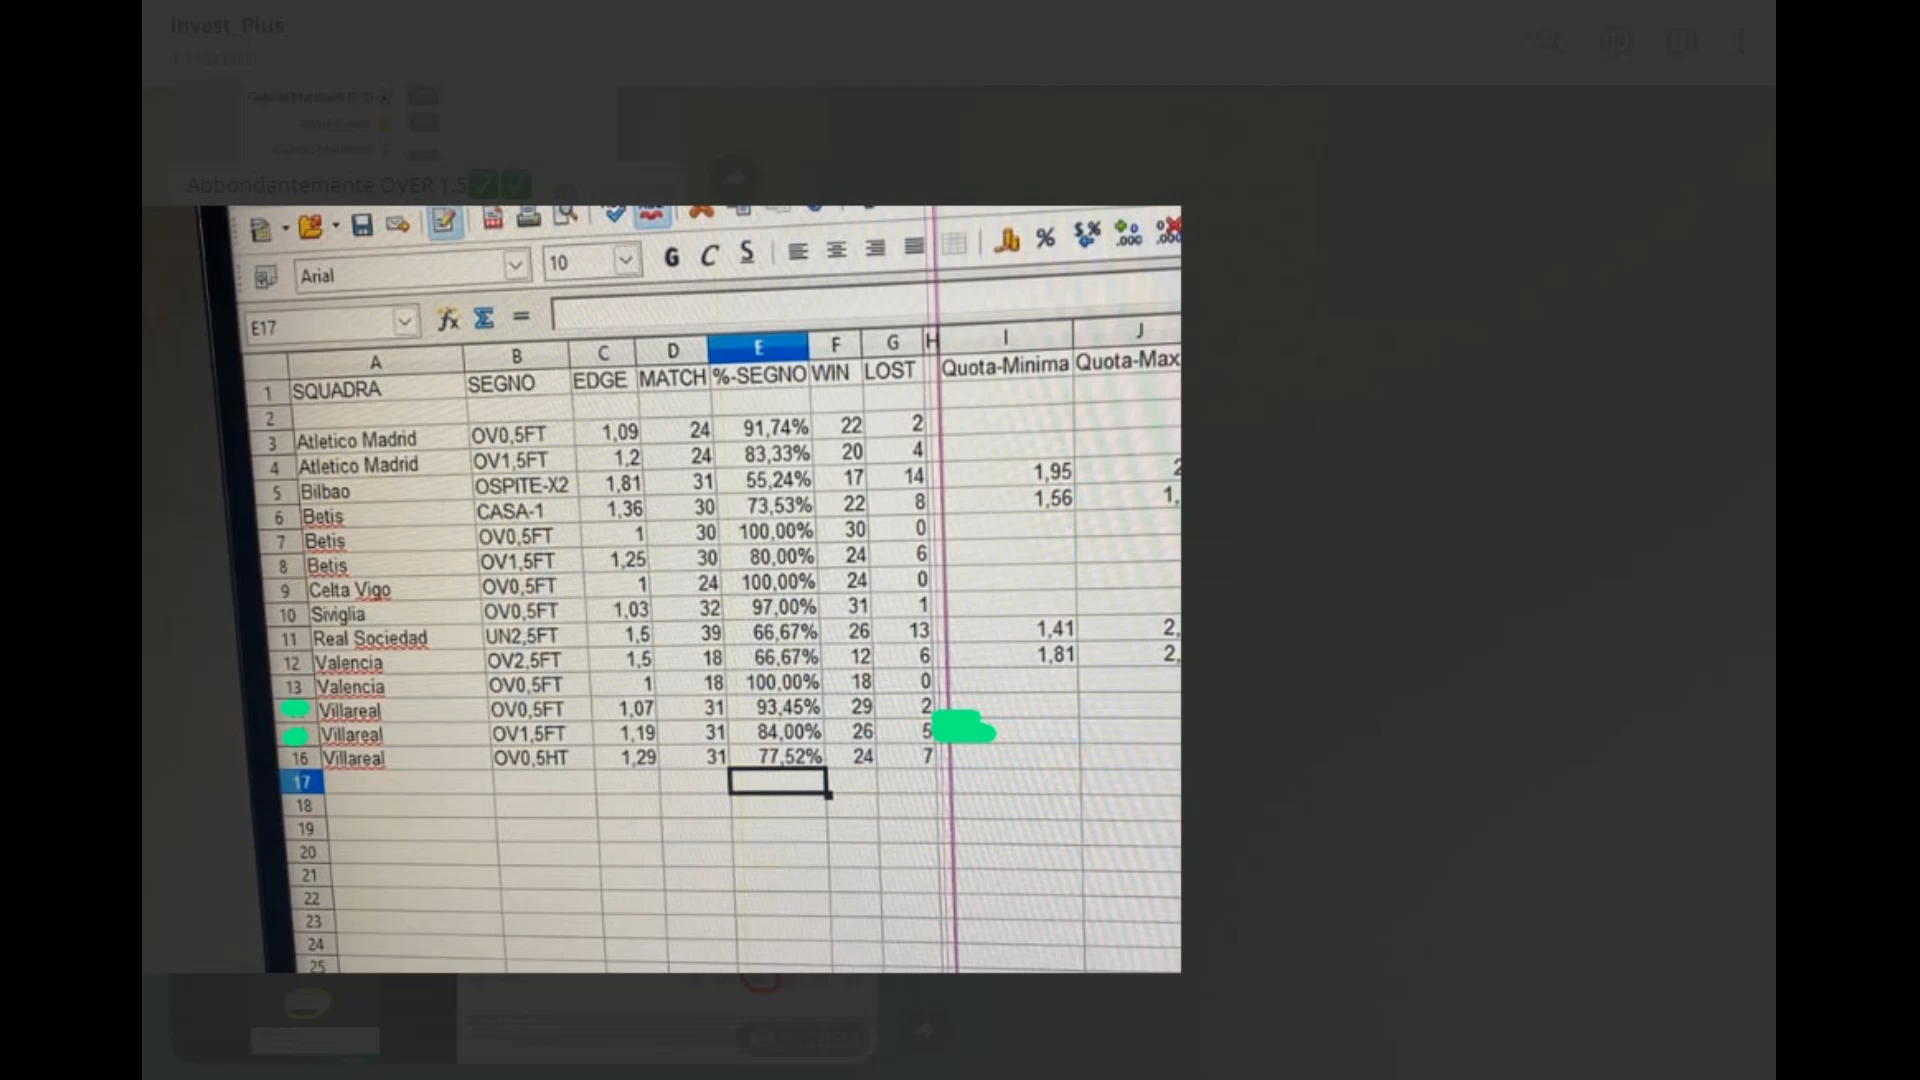 Invest_Plus
Abbondantemente OVER 1.5✅✅
Arial 10 G C S % $% .000 .000
E17 fx Σ =
A B C D E F G H I J
1 SQUADRA SEGNO EDGE MATCH %-SEGNO WIN LOST Quota-Minima Quota-Max
2
3 Atletico Madrid OV0,5FT 1,09 24 91,74% 22 2
4 Atletico Madrid OV1,5FT 1,2 24 83,33% 20 4
5 Bilbao OSPITE-X2 1,81 31 55,24% 17 14 1,95 2
6 Betis CASA-1 1,36 30 73,53% 22 8 1,56 1,
7 Betis OV0,5FT 1 30 100,00% 30 0
8 Betis OV1,5FT 1,25 30 80,00% 24 6
9 Celta Vigo OV0,5FT 1 24 100,00% 24 0
10 Siviglia OV0,5FT 1,03 32 97,00% 31 1
11 Real Sociedad UN2,5FT 1,5 39 66,67% 26 13 1,41 2,
12 Valencia OV2,5FT 1,5 18 66,67% 12 6 1,81 2,
13 Valencia OV0,5FT 1 18 100,00% 18 0
Villareal OV0,5FT 1,07 31 93,45% 29 2
Villareal OV1,5FT 1,19 31 84,00% 26 5
16 Villareal OV0,5HT 1,29 31 77,52% 24 7
17
18
19
20
21
22
23
24
25